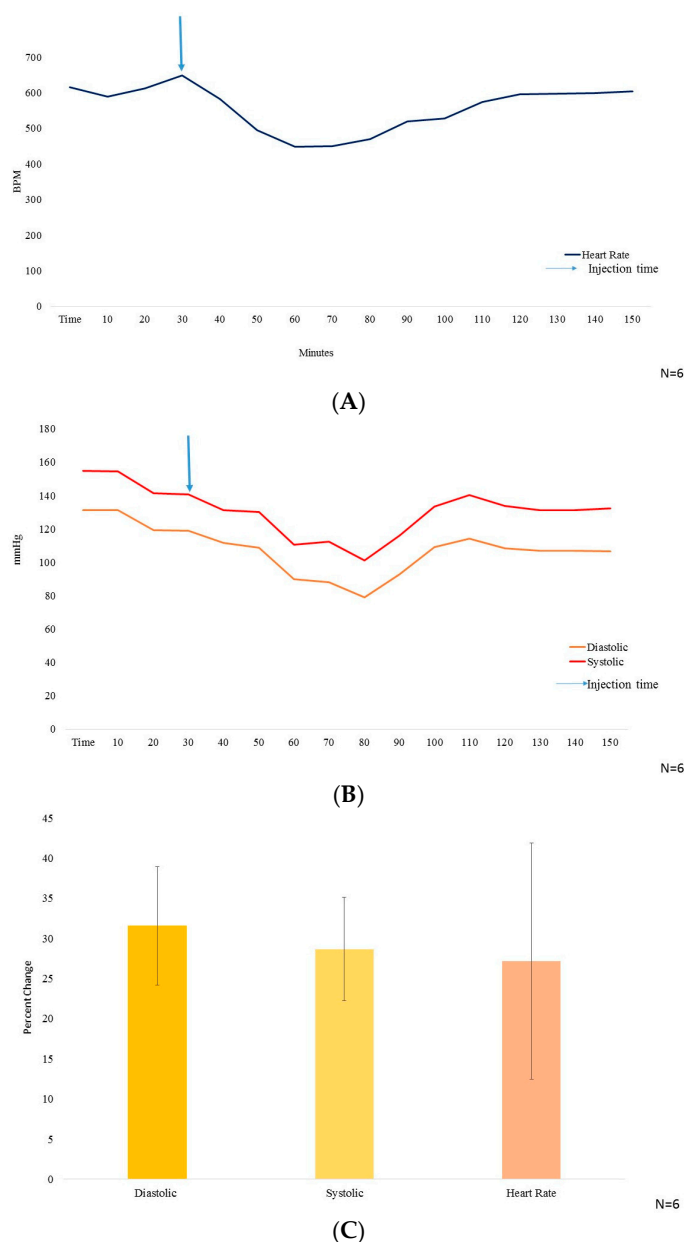 700
600
500
400
300
200
100
0
BPM
Heart Rate
Injection time
Time 10 20 30 40 50 60 70 80 90 100 110 120 130 140 150
Minutes
N=6
(A)
180
160
140
120
100
80
60
40
20
0
mmHg
Diastolic
Systolic
Injection time
Time 10 20 30 40 50 60 70 80 90 100 110 120 130 140 150
N=6
(B)
45
40
35
30
25
20
15
10
5
0
Percent Change
Diastolic Systolic Heart Rate
N=6
(C)